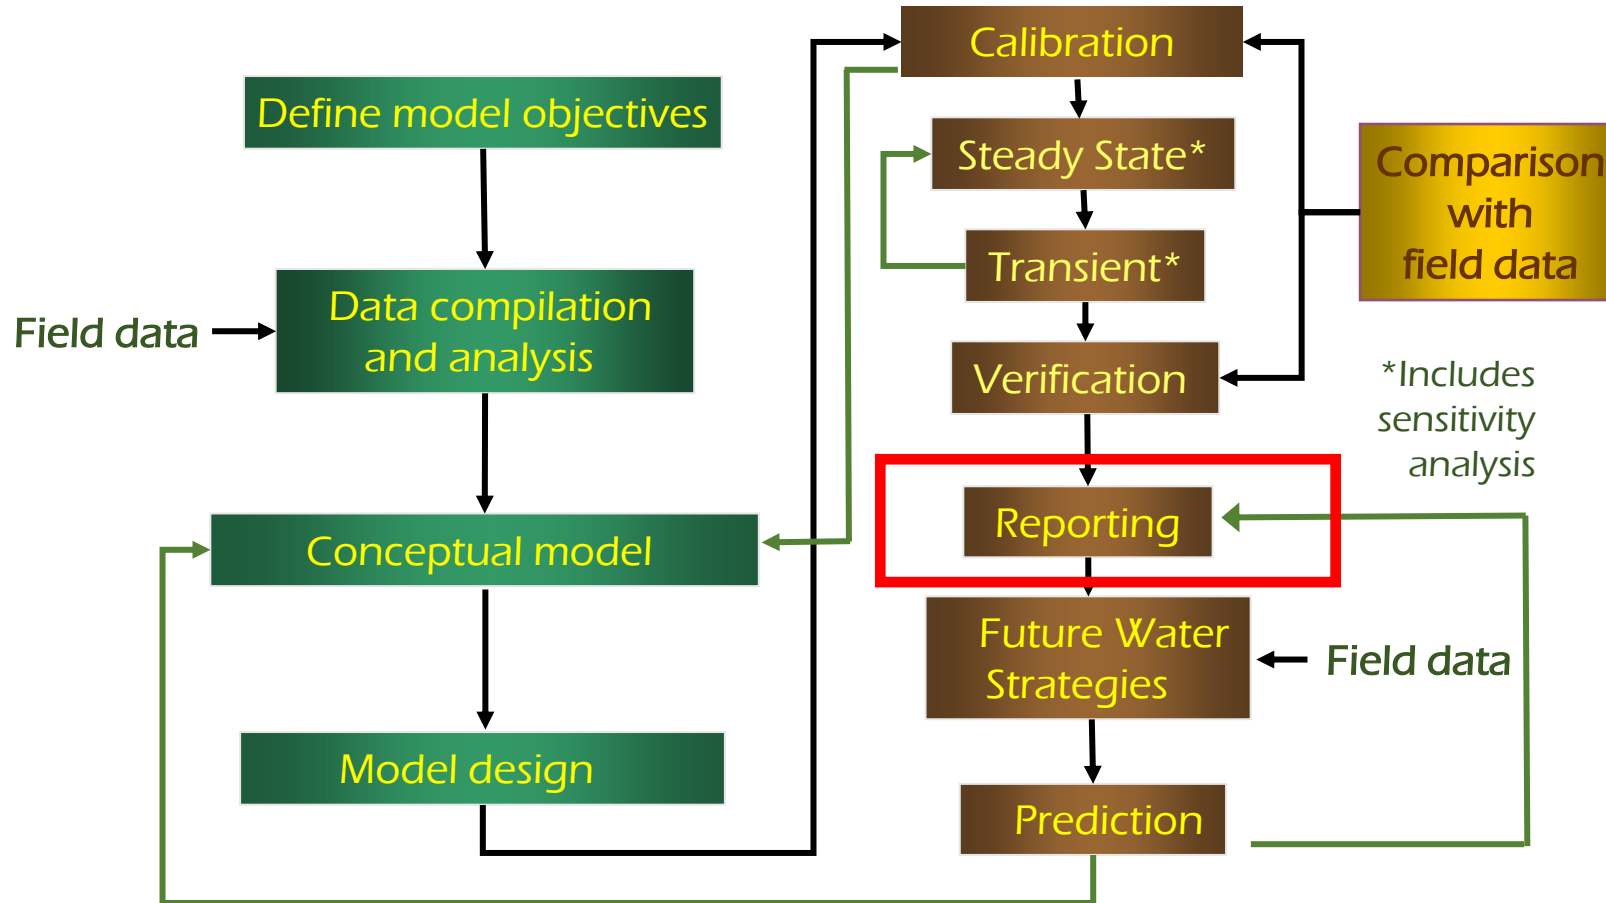 Define model objectives
Field data
Data compilation
and analysis
Conceptual model
Model design
Calibration
Steady State*
Transient*
Verification
Reporting
Future Water
Strategies
Prediction
Comparison
with
field data
*Includes
sensitivity
analysis
Field data